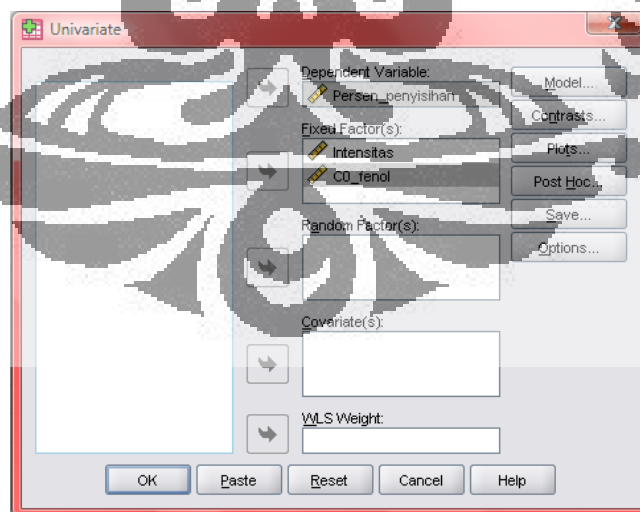 Univariate
Dependent Variable:
Persen_penyisihan
Fixed Factor(s):
Intensitas
C0_fenol
Random Factor(s):
Covariate(s):
WLS Weight:
Model...
Contrasts...
Plots...
Post Hoc...
Save...
Options...
OK
Paste
Reset
Cancel
Help